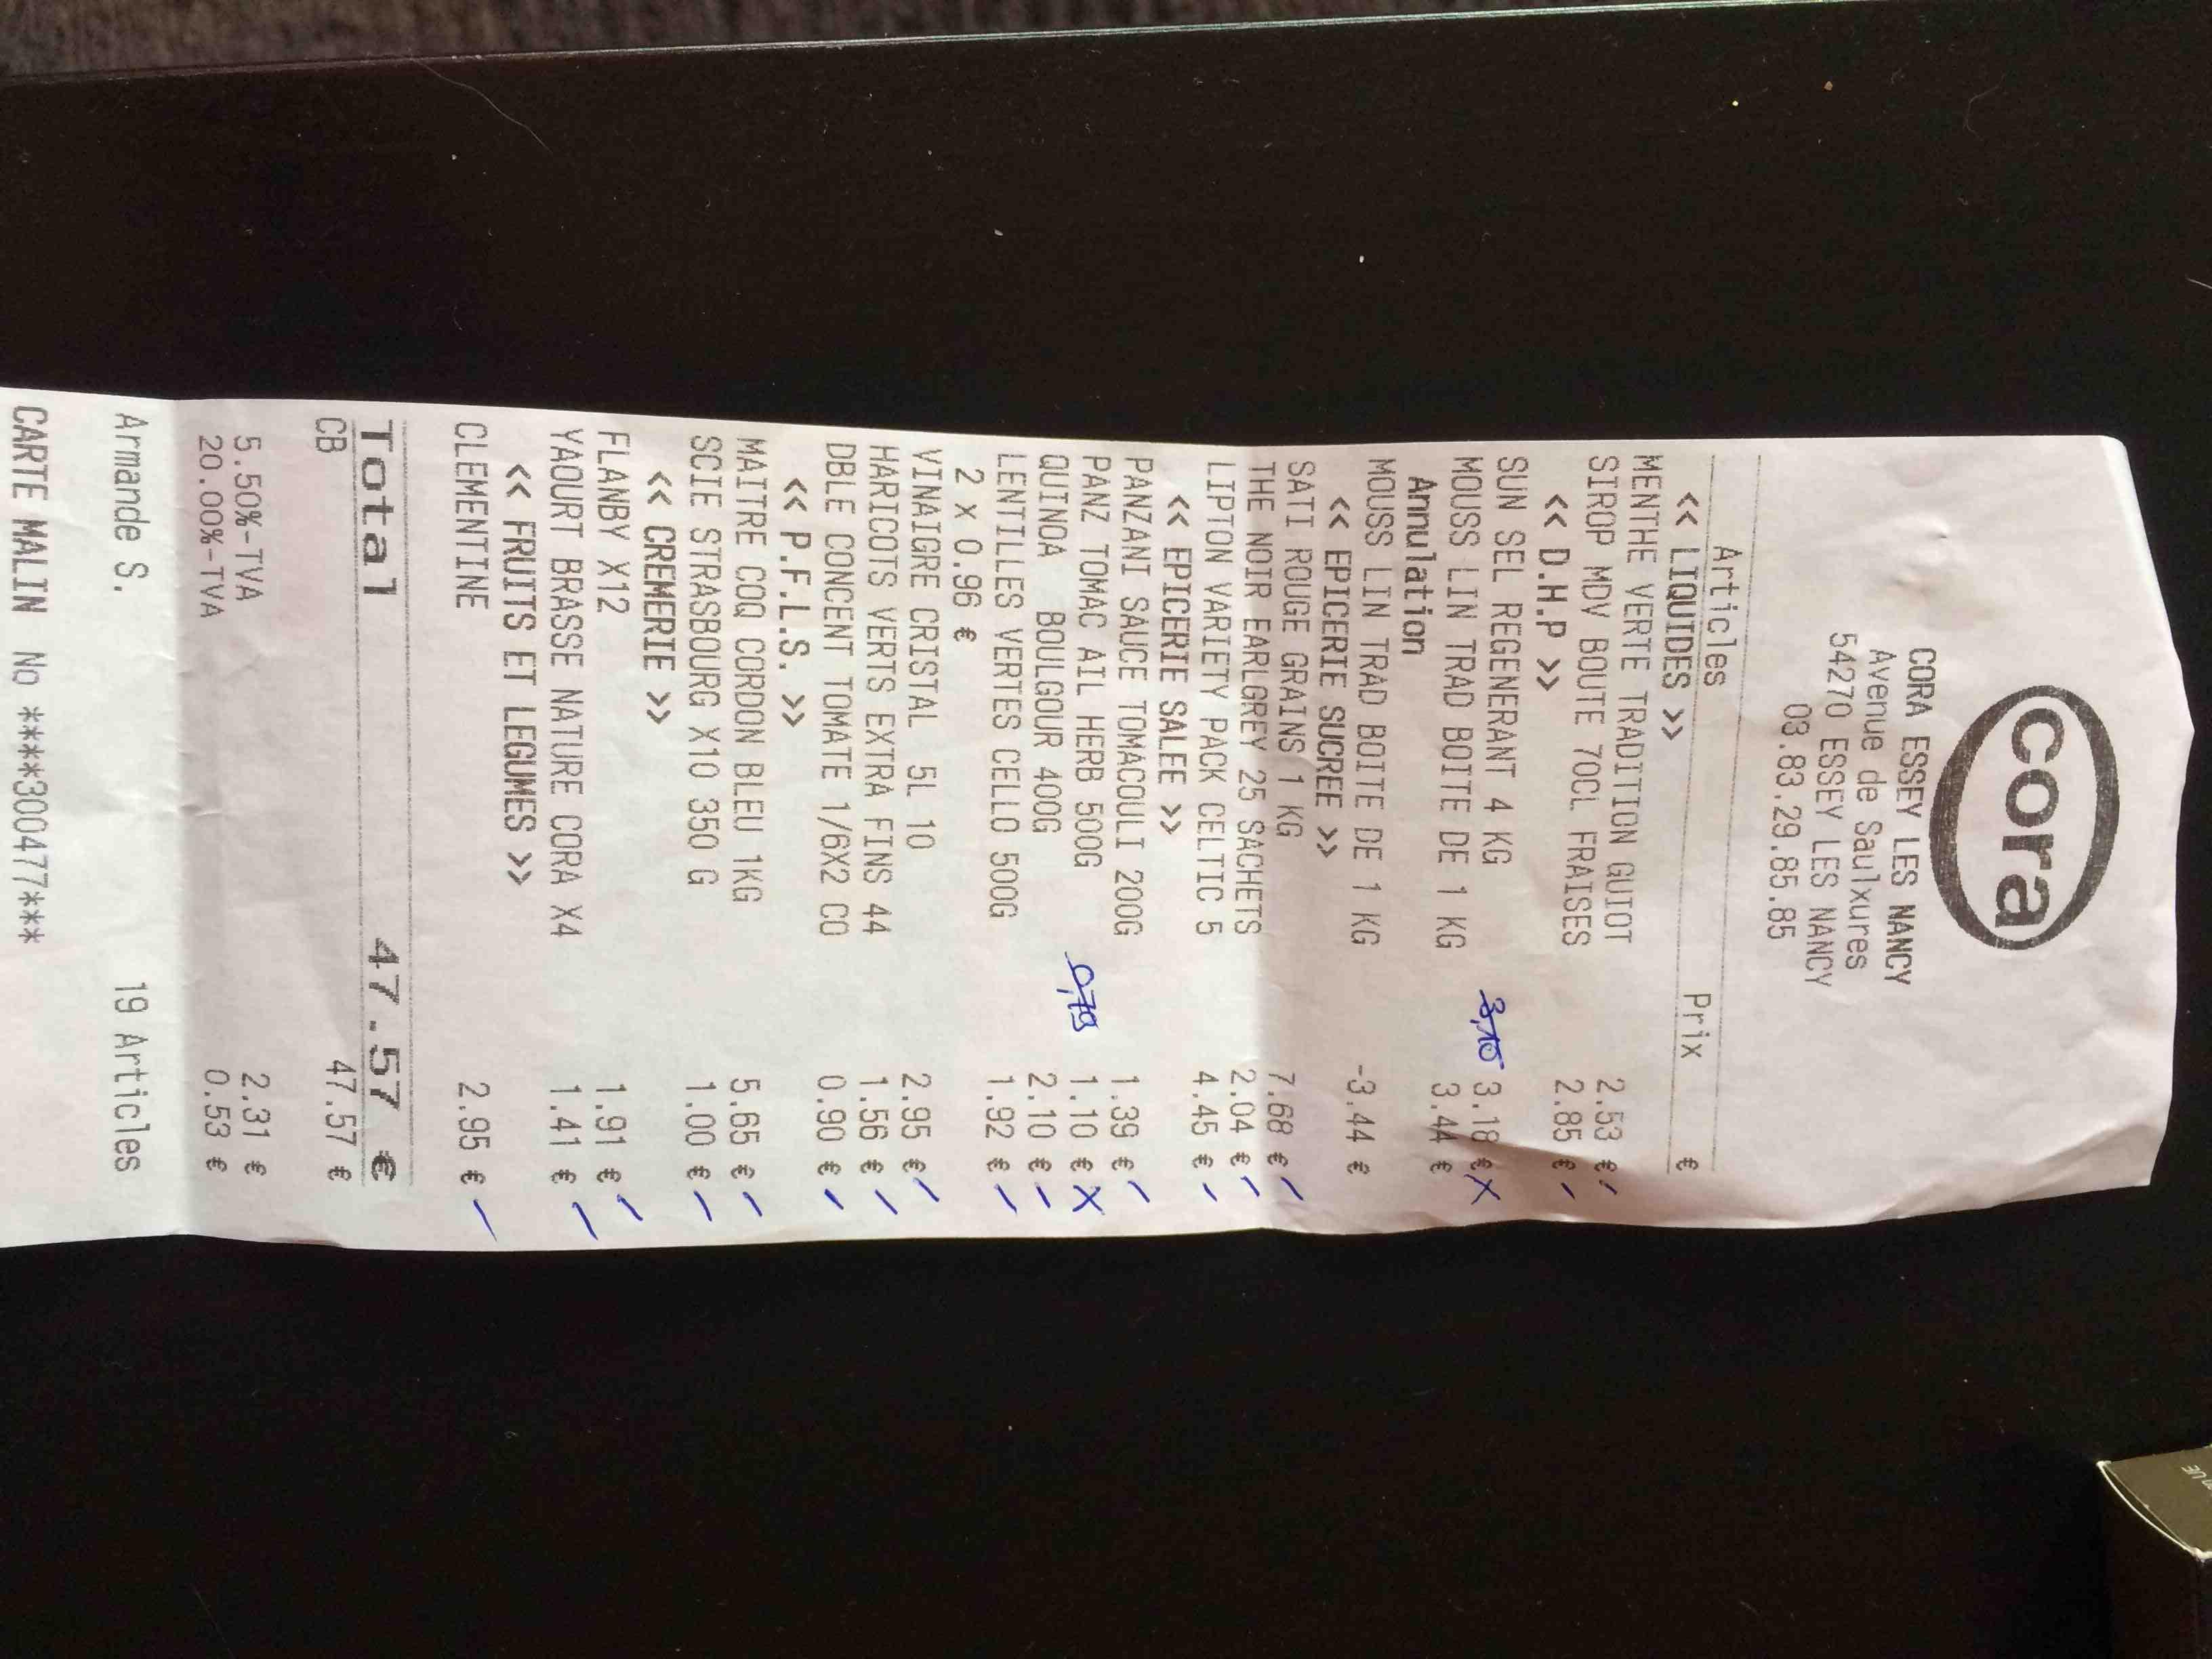 cora
CORA ESSEY LES NANCY
Avenue de Saulxures
54270 ESSEY LES NANCY
03.83.29.85.85
Articles Prix €
<< LIQUIDES >>
MENTHE VERTE TRADITION GUIOT 2.53 €
SIROP MDV BOUTE 70CL FRAISES 2.85 €
<< D.H.P >>
SUN SEL REGENERANT 4 KG 3,15 3.18 € X
MOUSS LIN TRAD BOITE DE 1 KG 3.44 €
Annulation
MOUSS LIN TRAD BOITE DE 1 KG -3.44 €
<< EPICERIE SUCREE >>
SATI ROUGE GRAINS 1 KG 7.68 €
THE NOIR EARLGREY 25 SACHETS 2.04 €
LIPTON VARIETY PACK CELTIC 5 4.45 €
<< EPICERIE SALEE >>
PANZANI SAUCE TOMACOULI 200G 1.39 €
PANZ TOMAC AIL HERB 500G 0,79 1.10 € X
QUINOA BOULGOUR 400G 2.10 €
LENTILLES VERTES CELLO 500G 1.92 €
2 x 0.96 €
VINAIGRE CRISTAL 5L 10 2.95 €
HARICOTS VERTS EXTRA FINS 44 1.56 €
DBLE CONCENT TOMATE 1/6X2 CO 0.90 €
<< P.F.L.S. >>
MAITRE COQ CORDON BLEU 1KG 5.65 €
SCIE STRASBOURG X10 350 G 1.00 €
<< CREMERIE >>
FLANBY X12 1.91 €
YAOURT BRASSE NATURE CORA X4 1.41 €
<< FRUITS ET LEGUMES >>
CLEMENTINE 2.95 €
Total 47.57 €
CB 47.57 €
5.50%-TVA 2.31 €
20.00%-TVA 0.53 €
Armande S. 19 Articles
CARTE MALIN No ****300477***